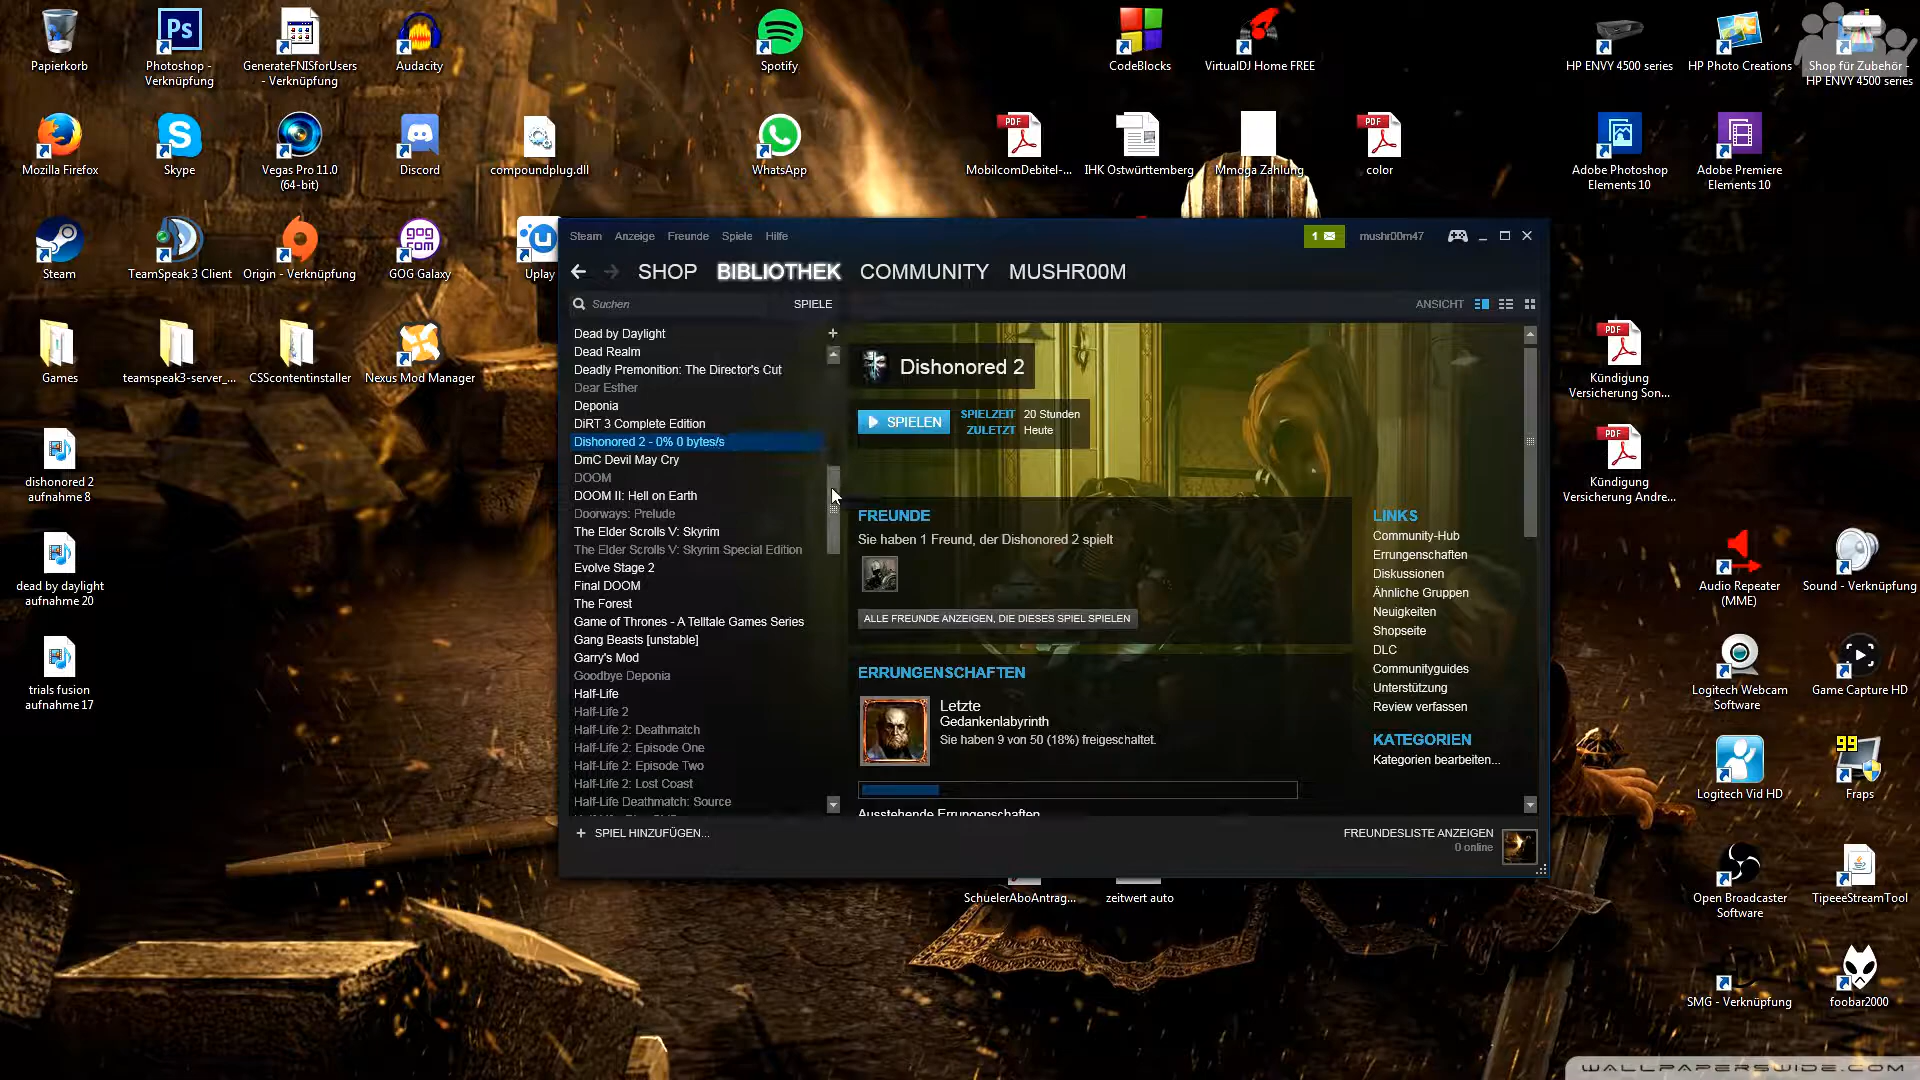 Papierkorb
Photoshop -
Verknüpfung
GenerateFNISforUsers
- Verknüpfung
Audacity
Spotify
CodeBlocks
VirtualDJ Home FREE
HP ENVY 4500 series
HP Photo Creations
Shop für Zubehör -
HP ENVY 4500 series
Mozilla Firefox
Skype
Vegas Pro 11.0
(64-bit)
Discord
compoundplug.dll
WhatsApp
MobilcomDebitel-...
IHK Ostwürttemberg
Mmoga Zahlung
color
Adobe Photoshop
Elements 10
Adobe Premiere
Elements 10
Steam
TeamSpeak 3 Client
Origin - Verknüpfung
GOG Galaxy
Uplay
Games
teamspeak3-server_...
CSScontentinstaller
Nexus Mod Manager
dishonored 2
aufnahme 8
dead by daylight
aufnahme 20
trials fusion
aufnahme 17
Steam Anzeige Freunde Spiele Hilfe
1
mushr00m47
SHOP BIBLIOTHEK COMMUNITY MUSHR00M
Suchen
SPIELE
ANSICHT
Dead by Daylight
Dead Realm
Deadly Premonition: The Director's Cut
Dear Esther
Deponia
DiRT 3 Complete Edition
Dishonored 2 - 0% 0 bytes/s
DmC Devil May Cry
DOOM
DOOM II: Hell on Earth
Doorways: Prelude
The Elder Scrolls V: Skyrim
The Elder Scrolls V: Skyrim Special Edition
Evolve Stage 2
Final DOOM
The Forest
Game of Thrones - A Telltale Games Series
Gang Beasts [unstable]
Garry's Mod
Goodbye Deponia
Half-Life
Half-Life 2
Half-Life 2: Deathmatch
Half-Life 2: Episode One
Half-Life 2: Episode Two
Half-Life 2: Lost Coast
Half-Life Deathmatch: Source
+ SPIEL HINZUFÜGEN...
Dishonored 2
SPIELEN
SPIELZEIT 20 Stunden
ZULETZT Heute
FREUNDE
Sie haben 1 Freund, der Dishonored 2 spielt
ALLE FREUNDE ANZEIGEN, DIE DIESES SPIEL SPIELEN
ERRUNGENSCHAFTEN
Letzte
Gedankenlabyrinth
Sie haben 9 von 50 (18%) freigeschaltet.
Ausstehende Errungenschaften
LINKS
Community-Hub
Errungenschaften
Diskussionen
Ähnliche Gruppen
Neuigkeiten
Shopseite
DLC
Communityguides
Unterstützung
Review verfassen
KATEGORIEN
Kategorien bearbeiten...
FREUNDESLISTE ANZEIGEN
0 online
SchuelerAboAntrag...
zeitwert auto
Kündigung
Versicherung Son...
Kündigung
Versicherung Andre...
Audio Repeater
(MME)
Sound - Verknüpfung
Logitech Webcam
Software
Game Capture HD
Logitech Vid HD
Fraps
Open Broadcaster
Software
TipeeeStreamTool
SMG - Verknüpfung
foobar2000
WALLPAPERSWIDE.COM